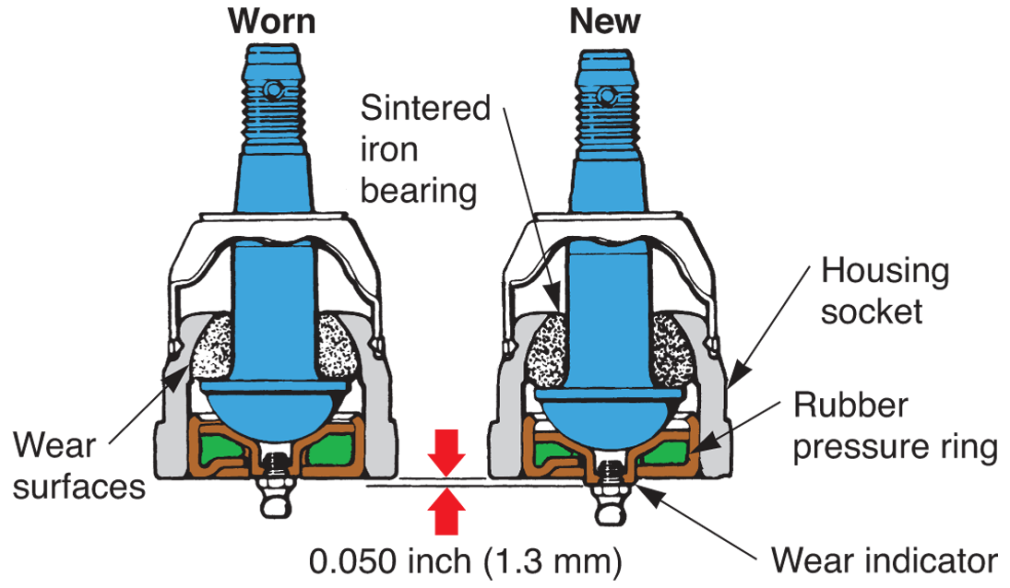 Worn
New
Sintered
iron
bearing
Housing
socket
Rubber
pressure ring
Wear
surfaces
0.050 inch (1.3 mm)
Wear indicator